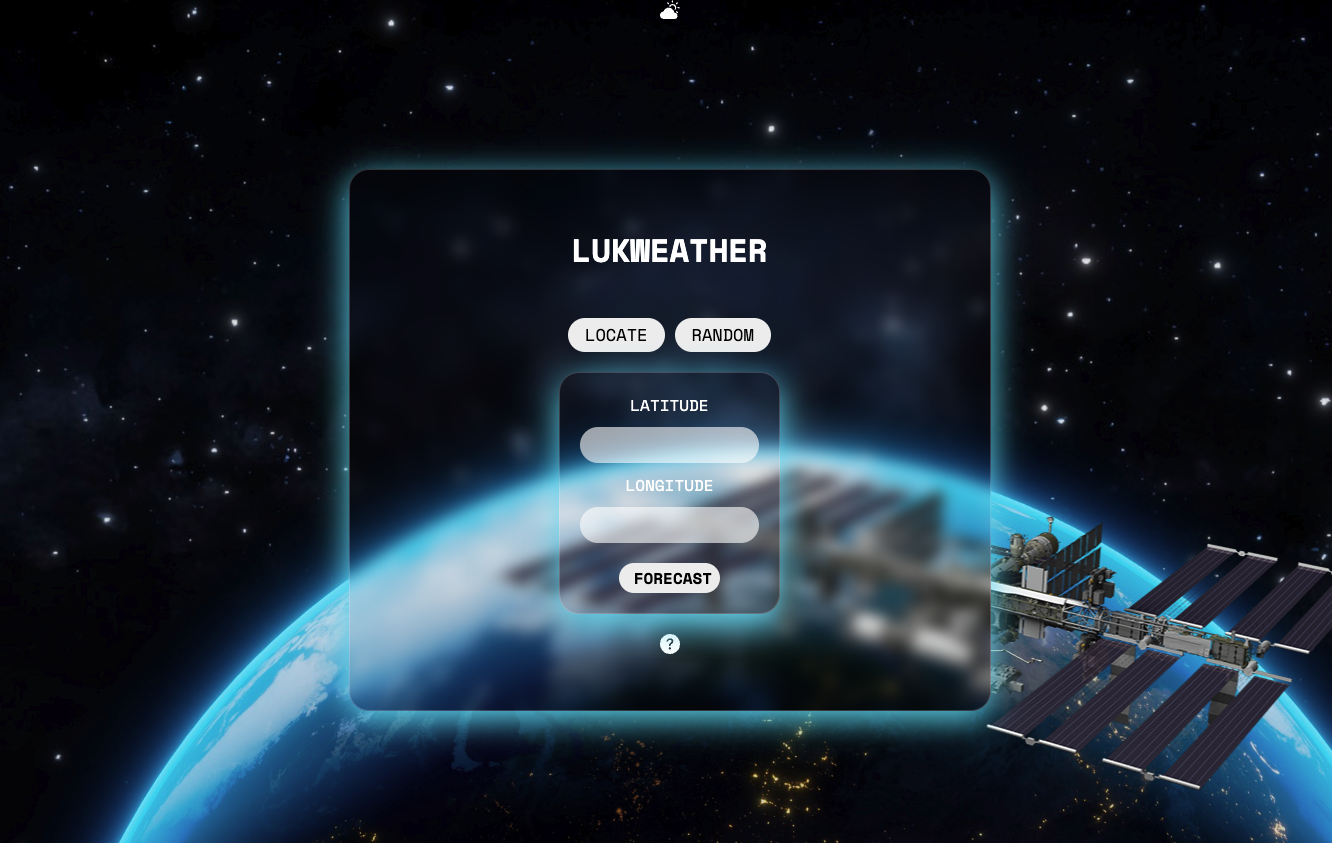 LUKWEATHER
LOCATE RANDOM
LATITUDE
LONGITUDE
FORECAST
?